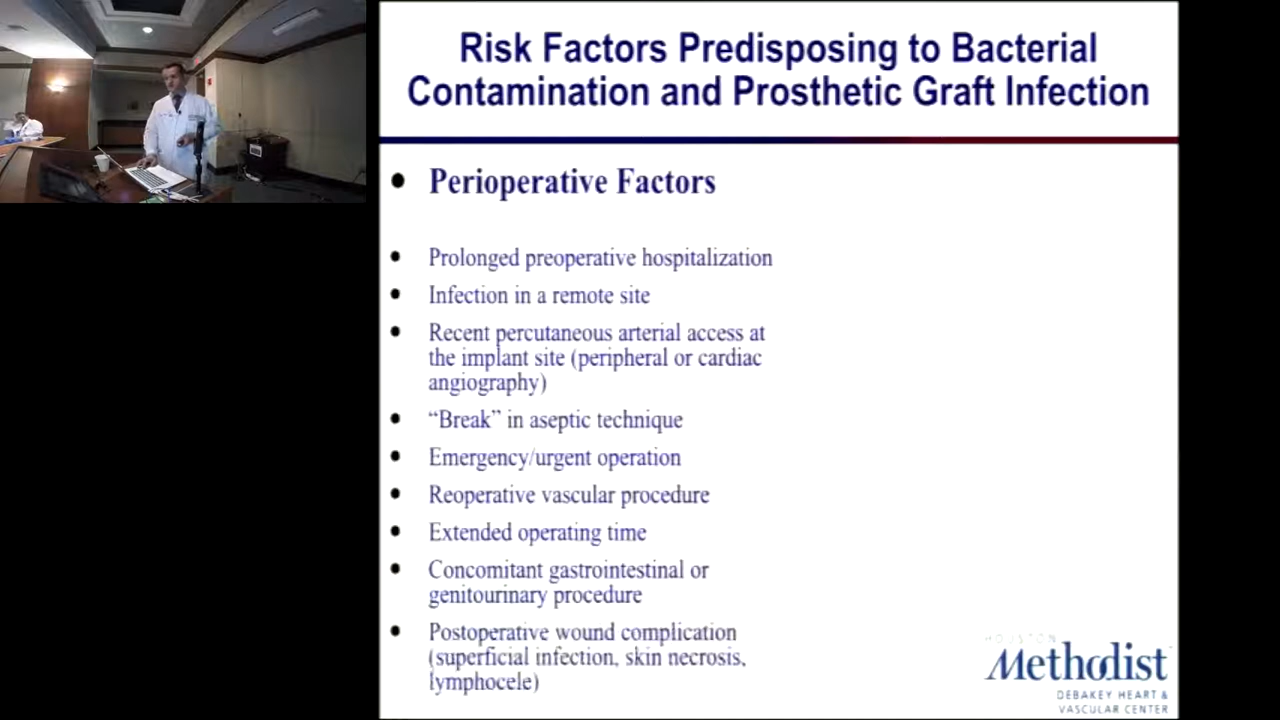 Risk Factors Predisposing to Bacterial
Contamination and Prosthetic Graft Infection
Perioperative Factors
Prolonged preoperative hospitalization
Infection in a remote site
Recent percutaneous arterial access at
the implant site (peripheral or cardiac
angiography)
“Break” in aseptic technique
Emergency/urgent operation
Reoperative vascular procedure
Extended operating time
Concomitant gastrointestinal or
genitourinary procedure
Postoperative wound complication
(superficial infection, skin necrosis,
lymphocele)
HOUSTON
Methodist
DEBAKEY HEART &
VASCULAR CENTER